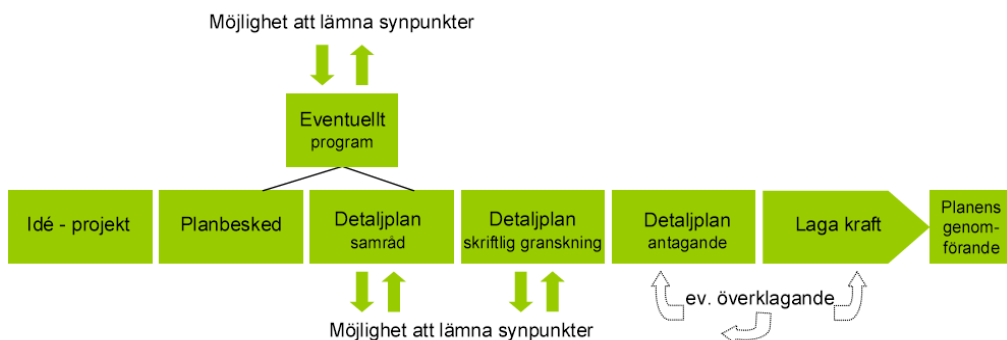 Möjlighet att lämna synpunkter
Eventuellt
program
Idé - projekt
Planbesked
Detaljplan
samråd
Detaljplan
skriftlig granskning
Detaljplan
antagande
Laga kraft
Planens
genom-
förande
ev. överklagande
Möjlighet att lämna synpunkter